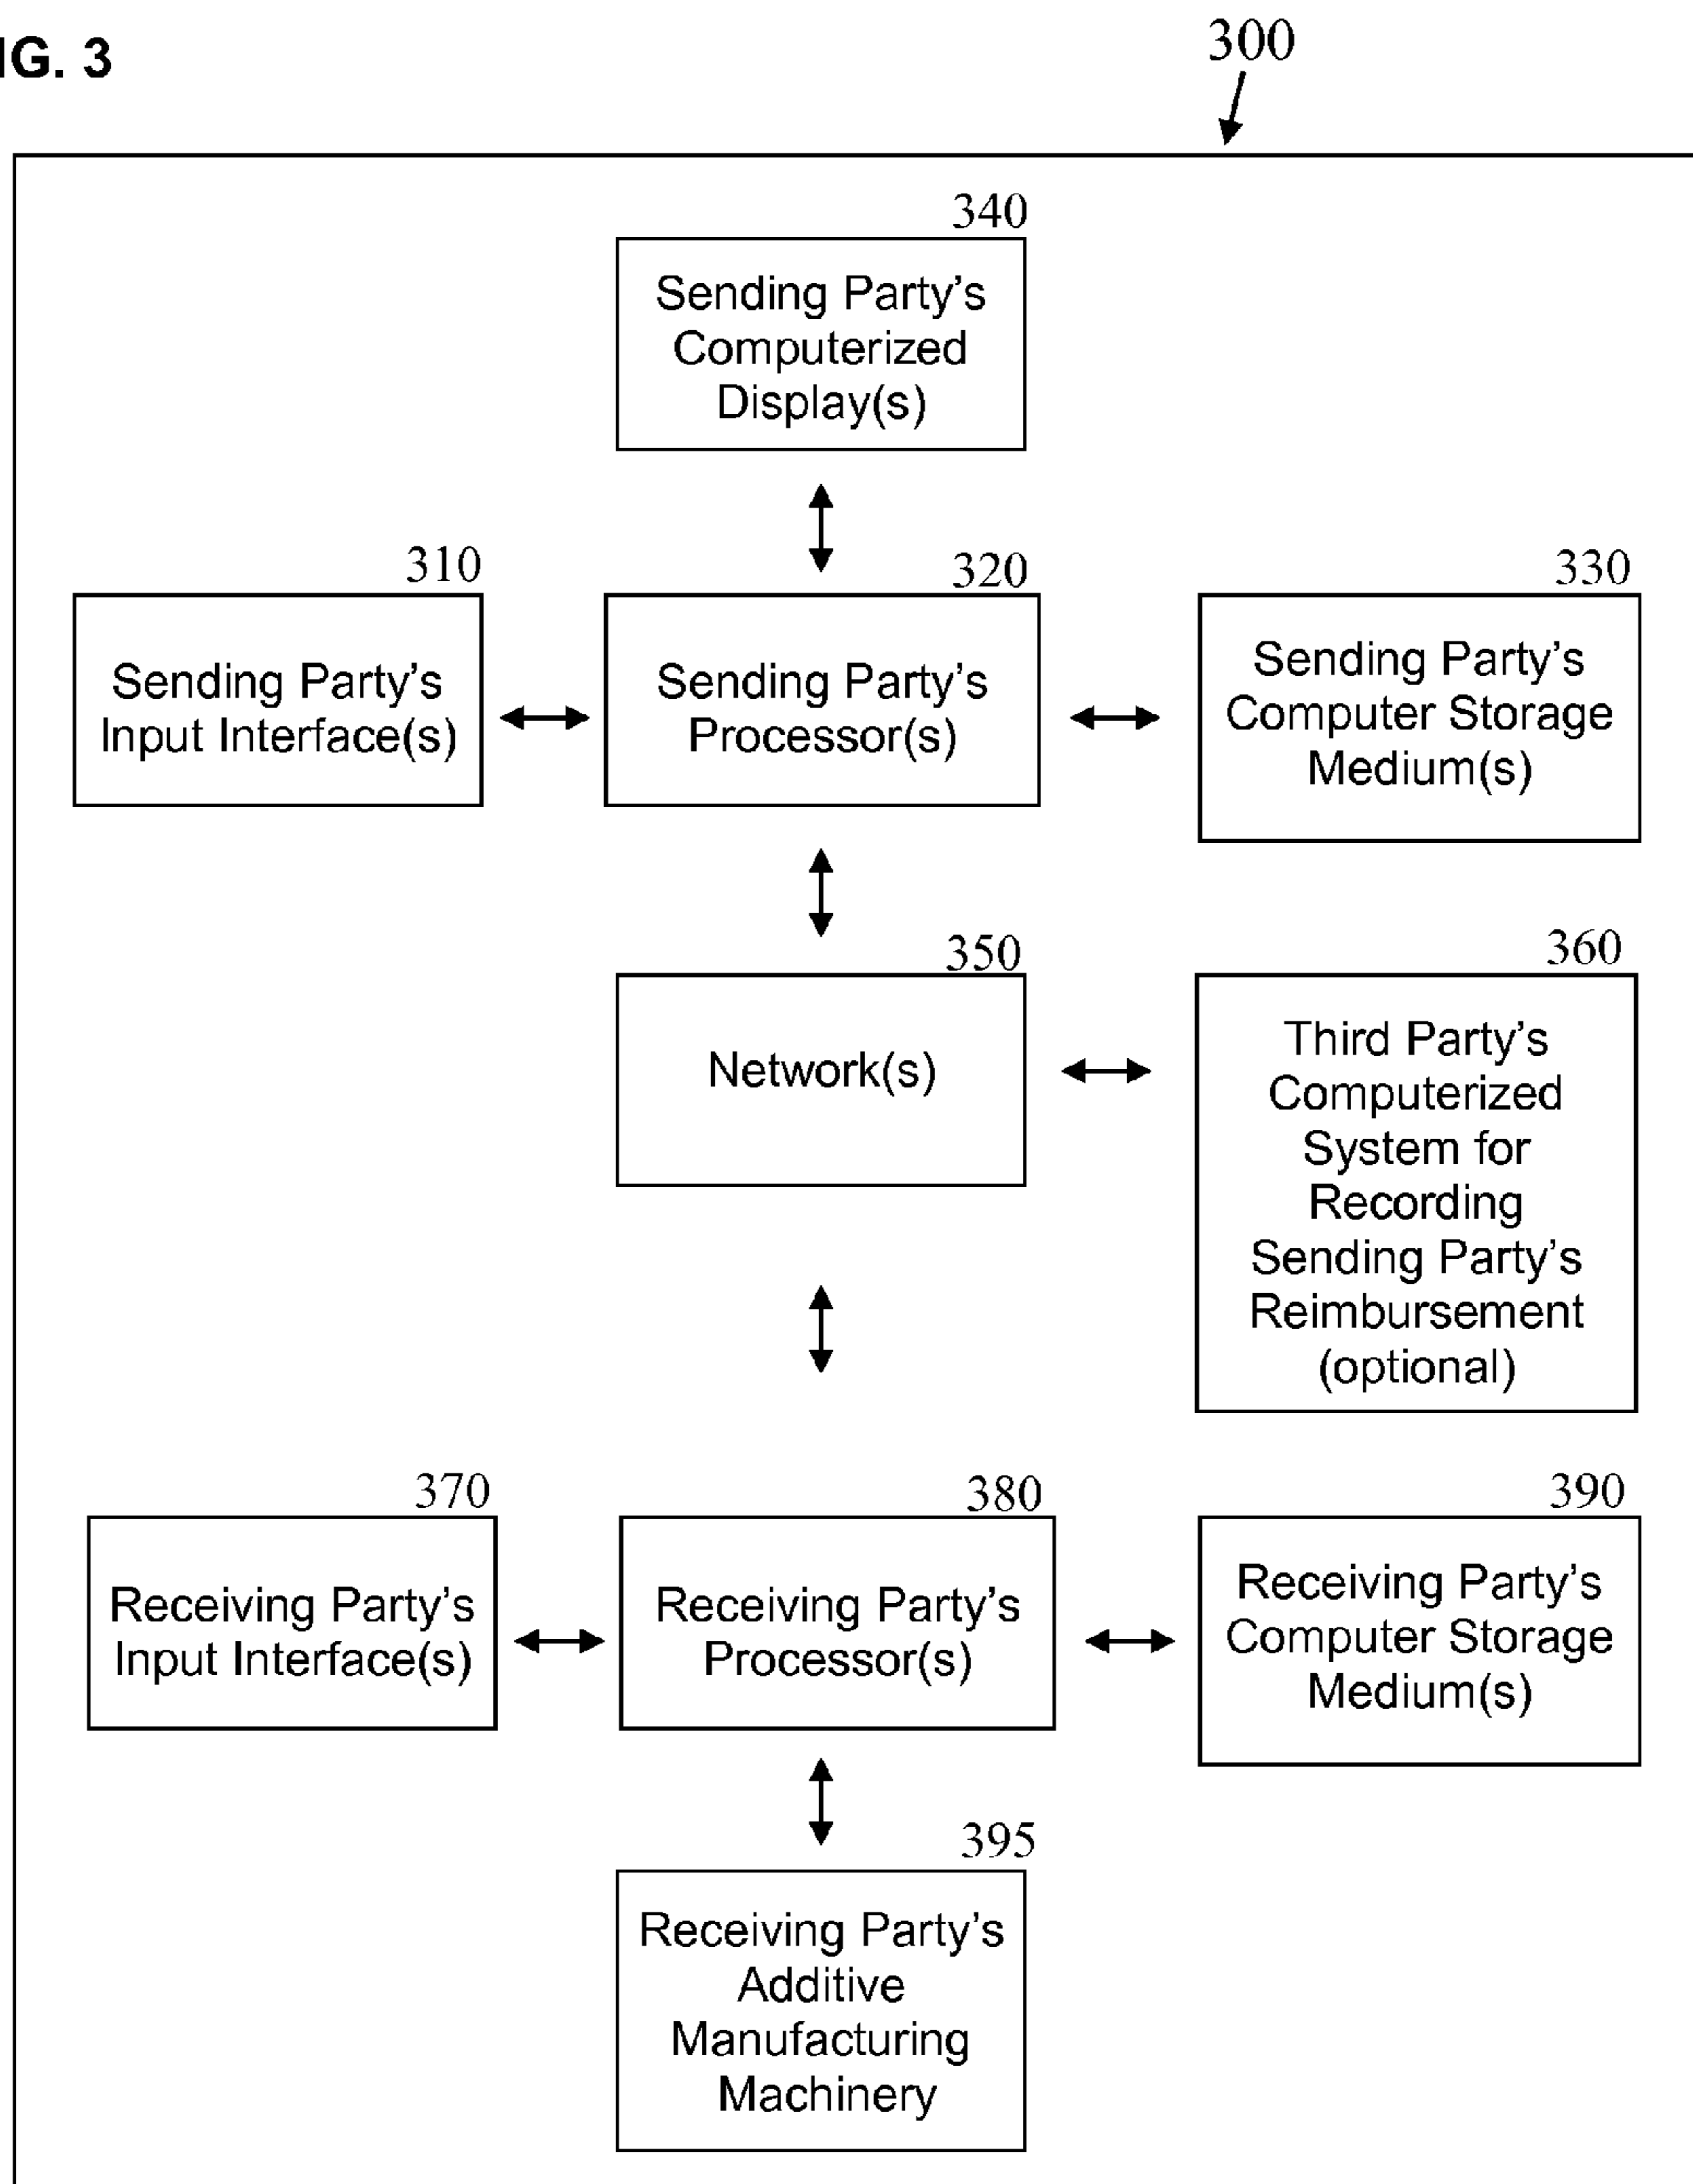 IG. 3
300
340
Sending Party's
Computerized
Display(s)
310
320
330
Sending Party's
Input Interface(s)
Sending Party's
Processor(s)
Sending Party's
Computer Storage
Medium(s)
350
360
Network(s)
Third Party's
Computerized
System for
Recording
Sending Party's
Reimbursement
(optional)
370
380
390
Receiving Party's
Input Interface(s)
Receiving Party's
Processor(s)
Receiving Party's
Computer Storage
Medium(s)
395
Receiving Party's
Additive
Manufacturing
Machinery